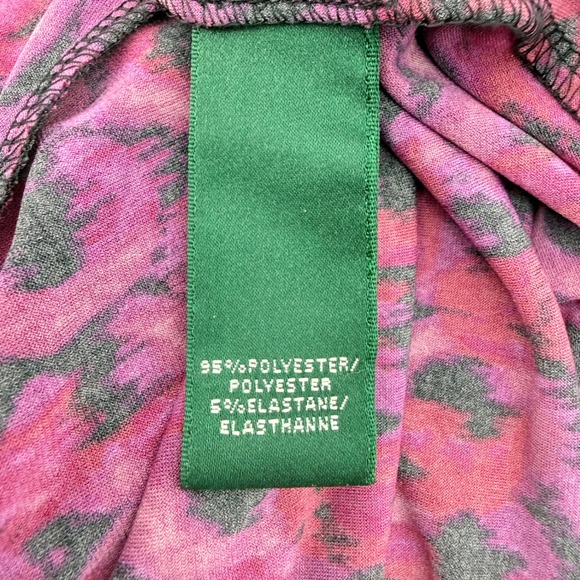 95%POLYESTER/
POLYESTER
5%ELASTANE/
ELASTHANNE